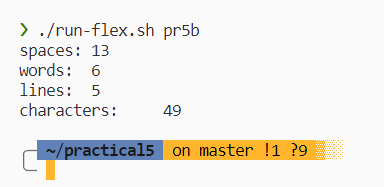 ❯ ./run-flex.sh pr5b
spaces: 13
words:  6
lines:  5
characters:     49
~/practical5 on master !1 ?9